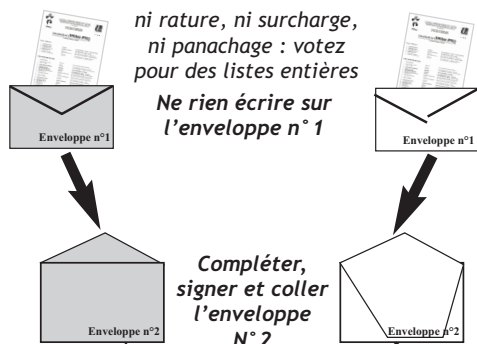 ni rature, ni surcharge,
ni panachage : votez
pour des listes entières
Ne rien écrire sur
l'enveloppe n°1
Enveloppe n°1
Enveloppe n°1
Compléter,
signer et coller
l'enveloppe
N°2
Enveloppe n°2
Enveloppe n°2